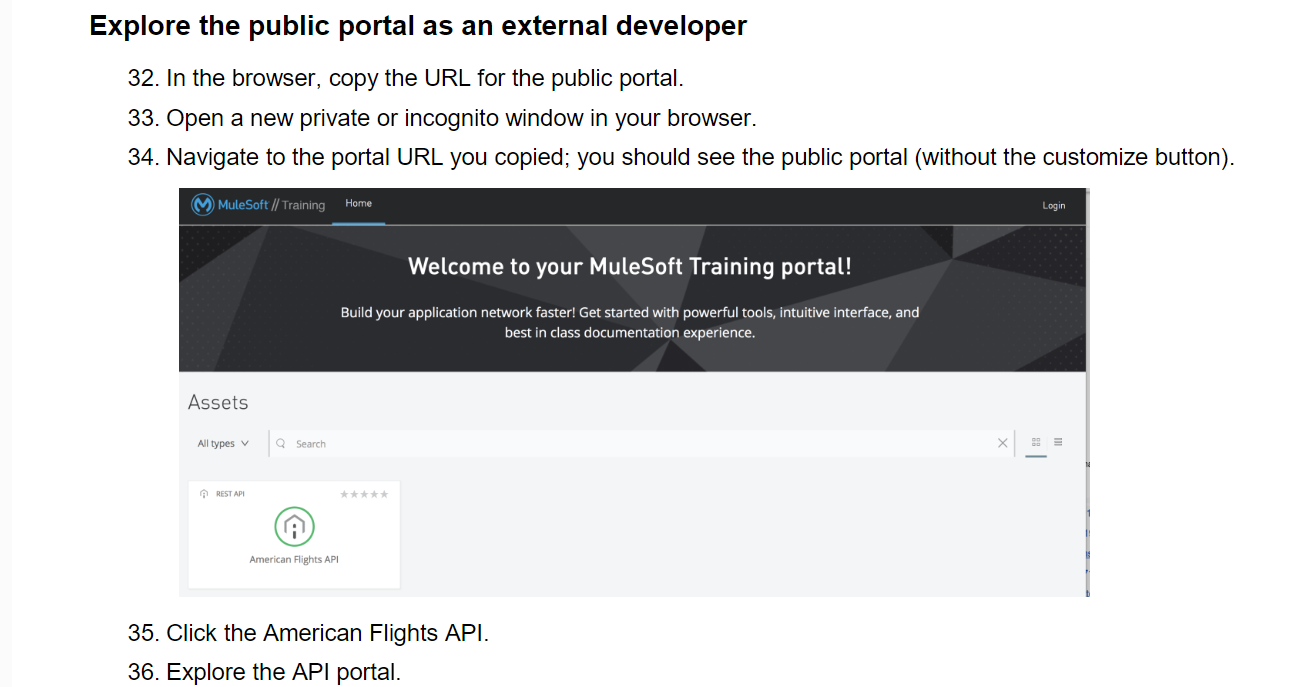 Explore the public portal as an external developer
32. In the browser, copy the URL for the public portal.
33. Open a new private or incognito window in your browser.
34. Navigate to the portal URL you copied; you should see the public portal (without the customize button).
MuleSoft // Training Home Login
Welcome to your MuleSoft Training portal!
Build your application network faster! Get started with powerful tools, intuitive interface, and
best in class documentation experience.
Assets
All types Search
REST API
American Flights API
35. Click the American Flights API.
36. Explore the API portal.